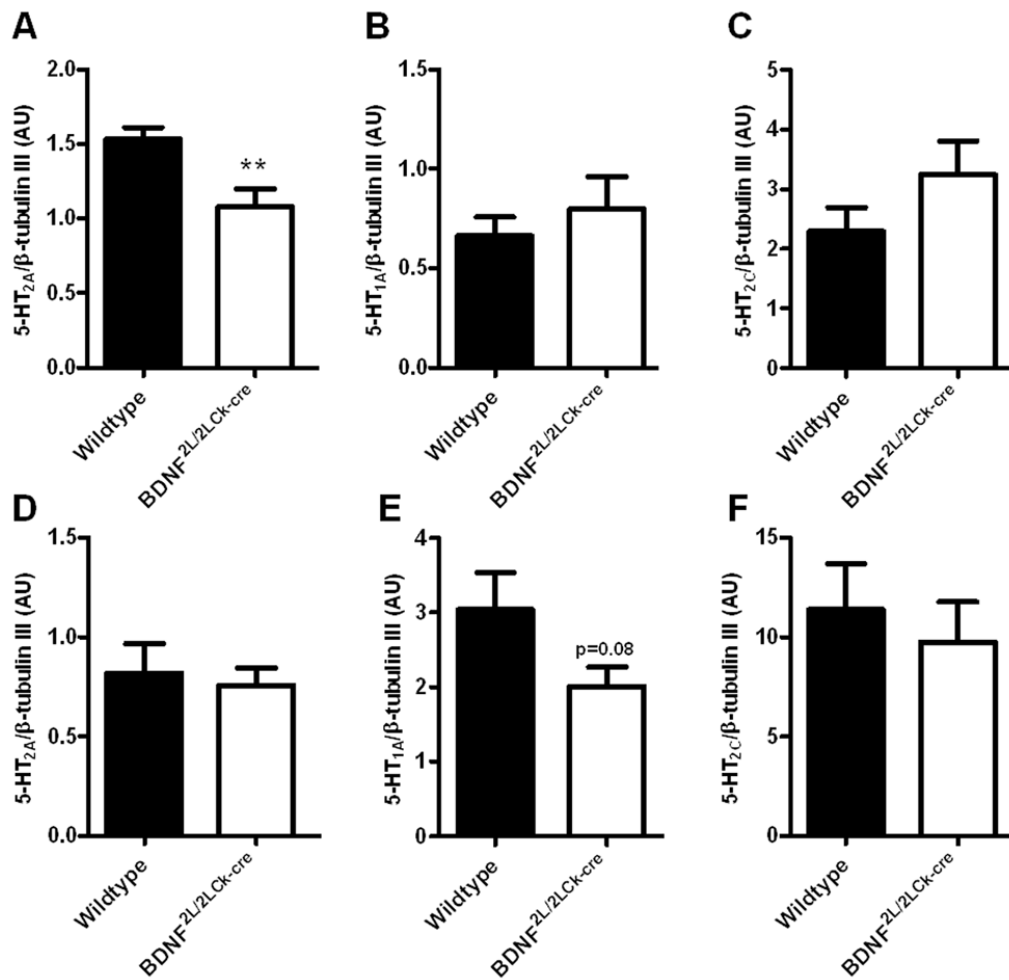 A
5-HT2A/β-tubulin III (AU)
2.0
1.5
1.0
0.5
0.0
**
Wildtype
BDNF2L/2LCk-cre
B
5-HT1A/β-tubulin III (AU)
1.5
1.0
0.5
0.0
Wildtype
BDNF2L/2LCk-cre
C
5-HT2C/β-tubulin III (AU)
5
4
3
2
1
0
Wildtype
BDNF2L/2LCk-cre
D
5-HT2A/β-tubulin III (AU)
1.5
1.0
0.5
0.0
Wildtype
BDNF2L/2LCk-cre
E
5-HT1A/β-tubulin III (AU)
4
3
2
1
0
p=0.08
Wildtype
BDNF2L/2LCk-cre
F
5-HT2C/β-tubulin III (AU)
15
10
5
0
Wildtype
BDNF2L/2LCk-cre